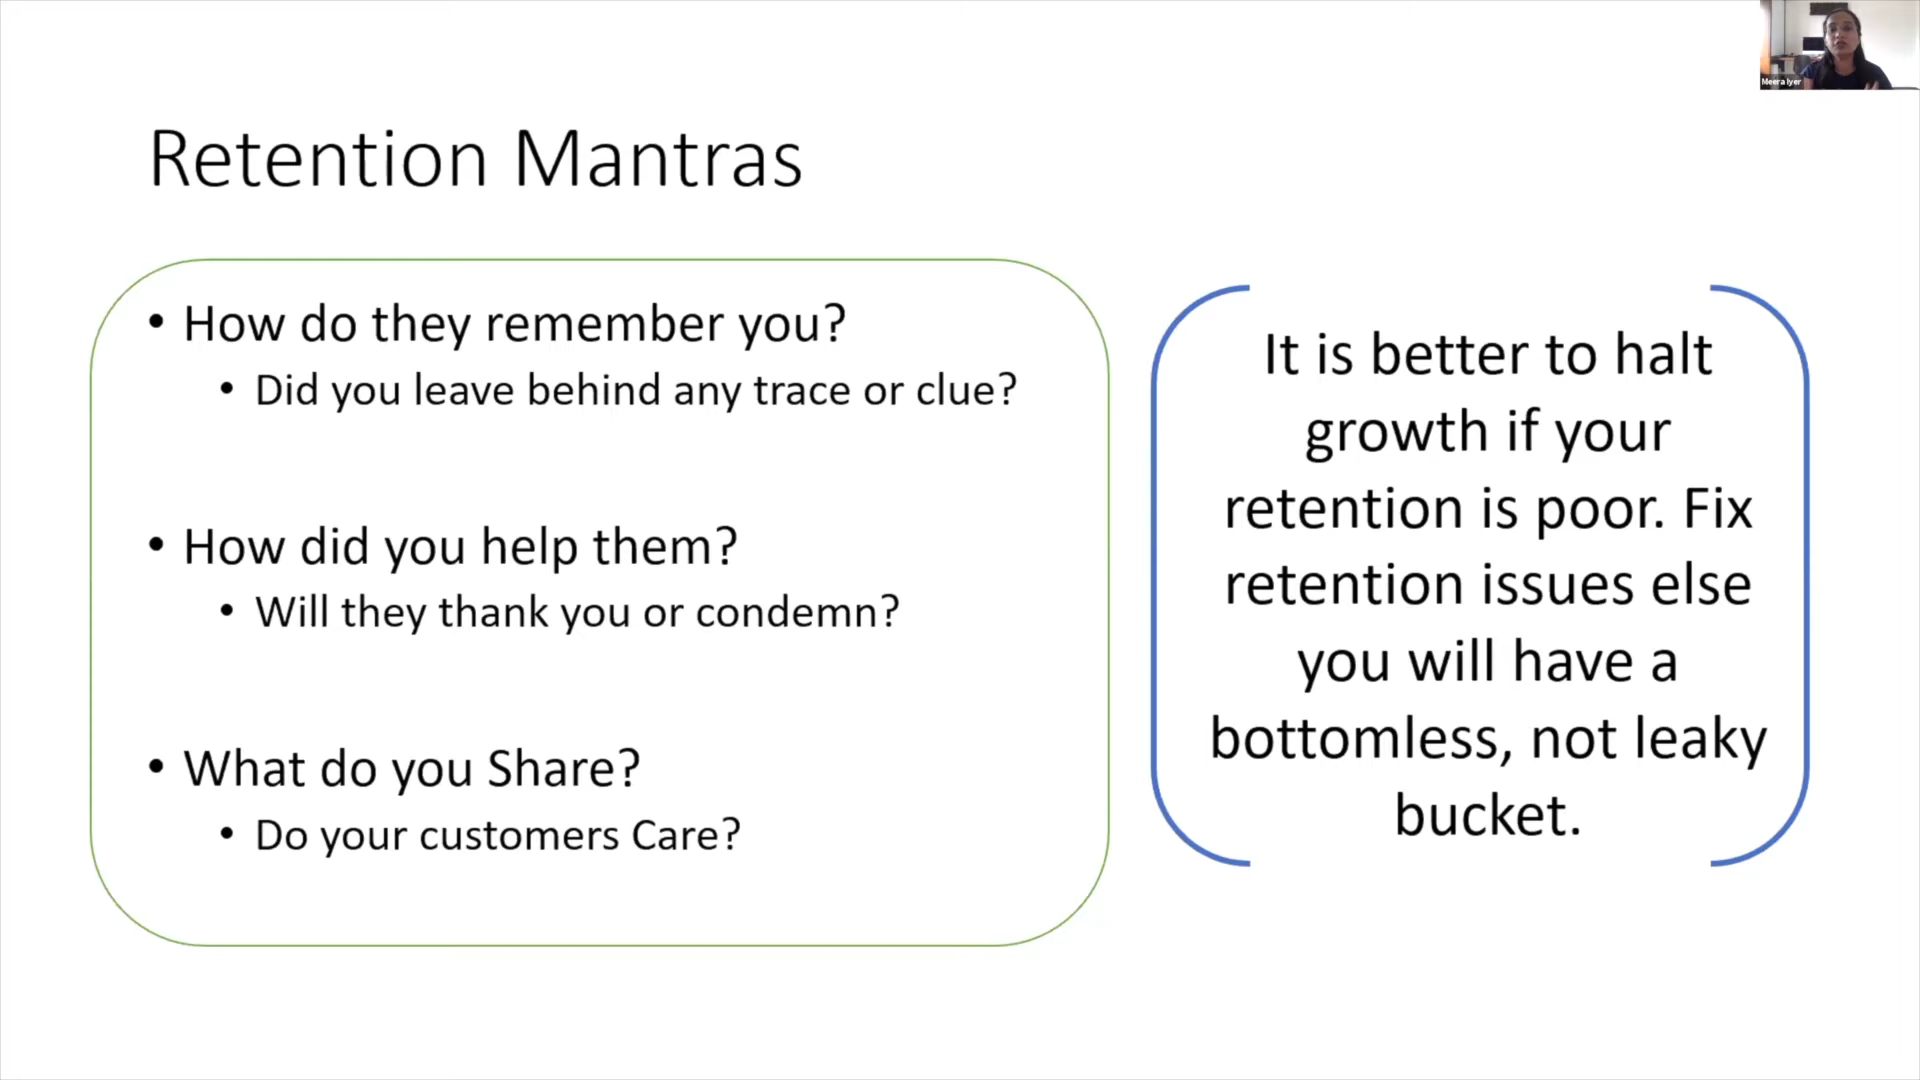 Meera Iyer
Retention Mantras
• How do they remember you?
• Did you leave behind any trace or clue?
• How did you help them?
• Will they thank you or condemn?
• What do you Share?
• Do your customers Care?
It is better to halt
growth if your
retention is poor. Fix
retention issues else
you will have a
bottomless, not leaky
bucket.